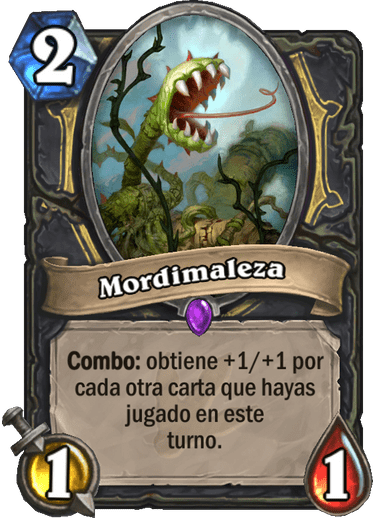 2
Mordimaleza
Combo: obtiene +1/+1 por
cada otra carta que hayas
jugado en este
turno.
1
1